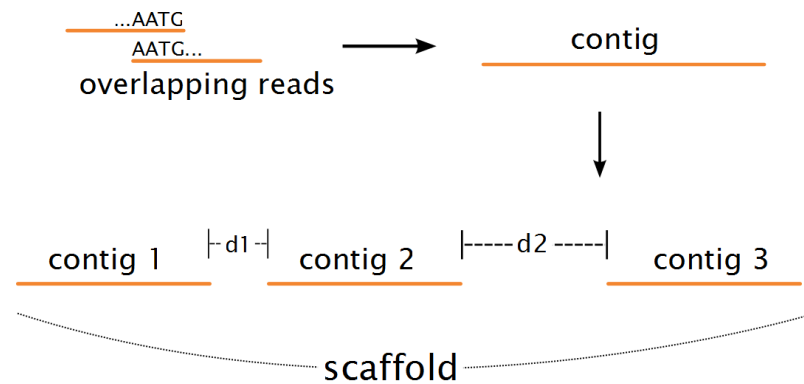 ...AATG
AATG...
overlapping reads
contig
contig 1
d1
contig 2
d2
contig 3
scaffold